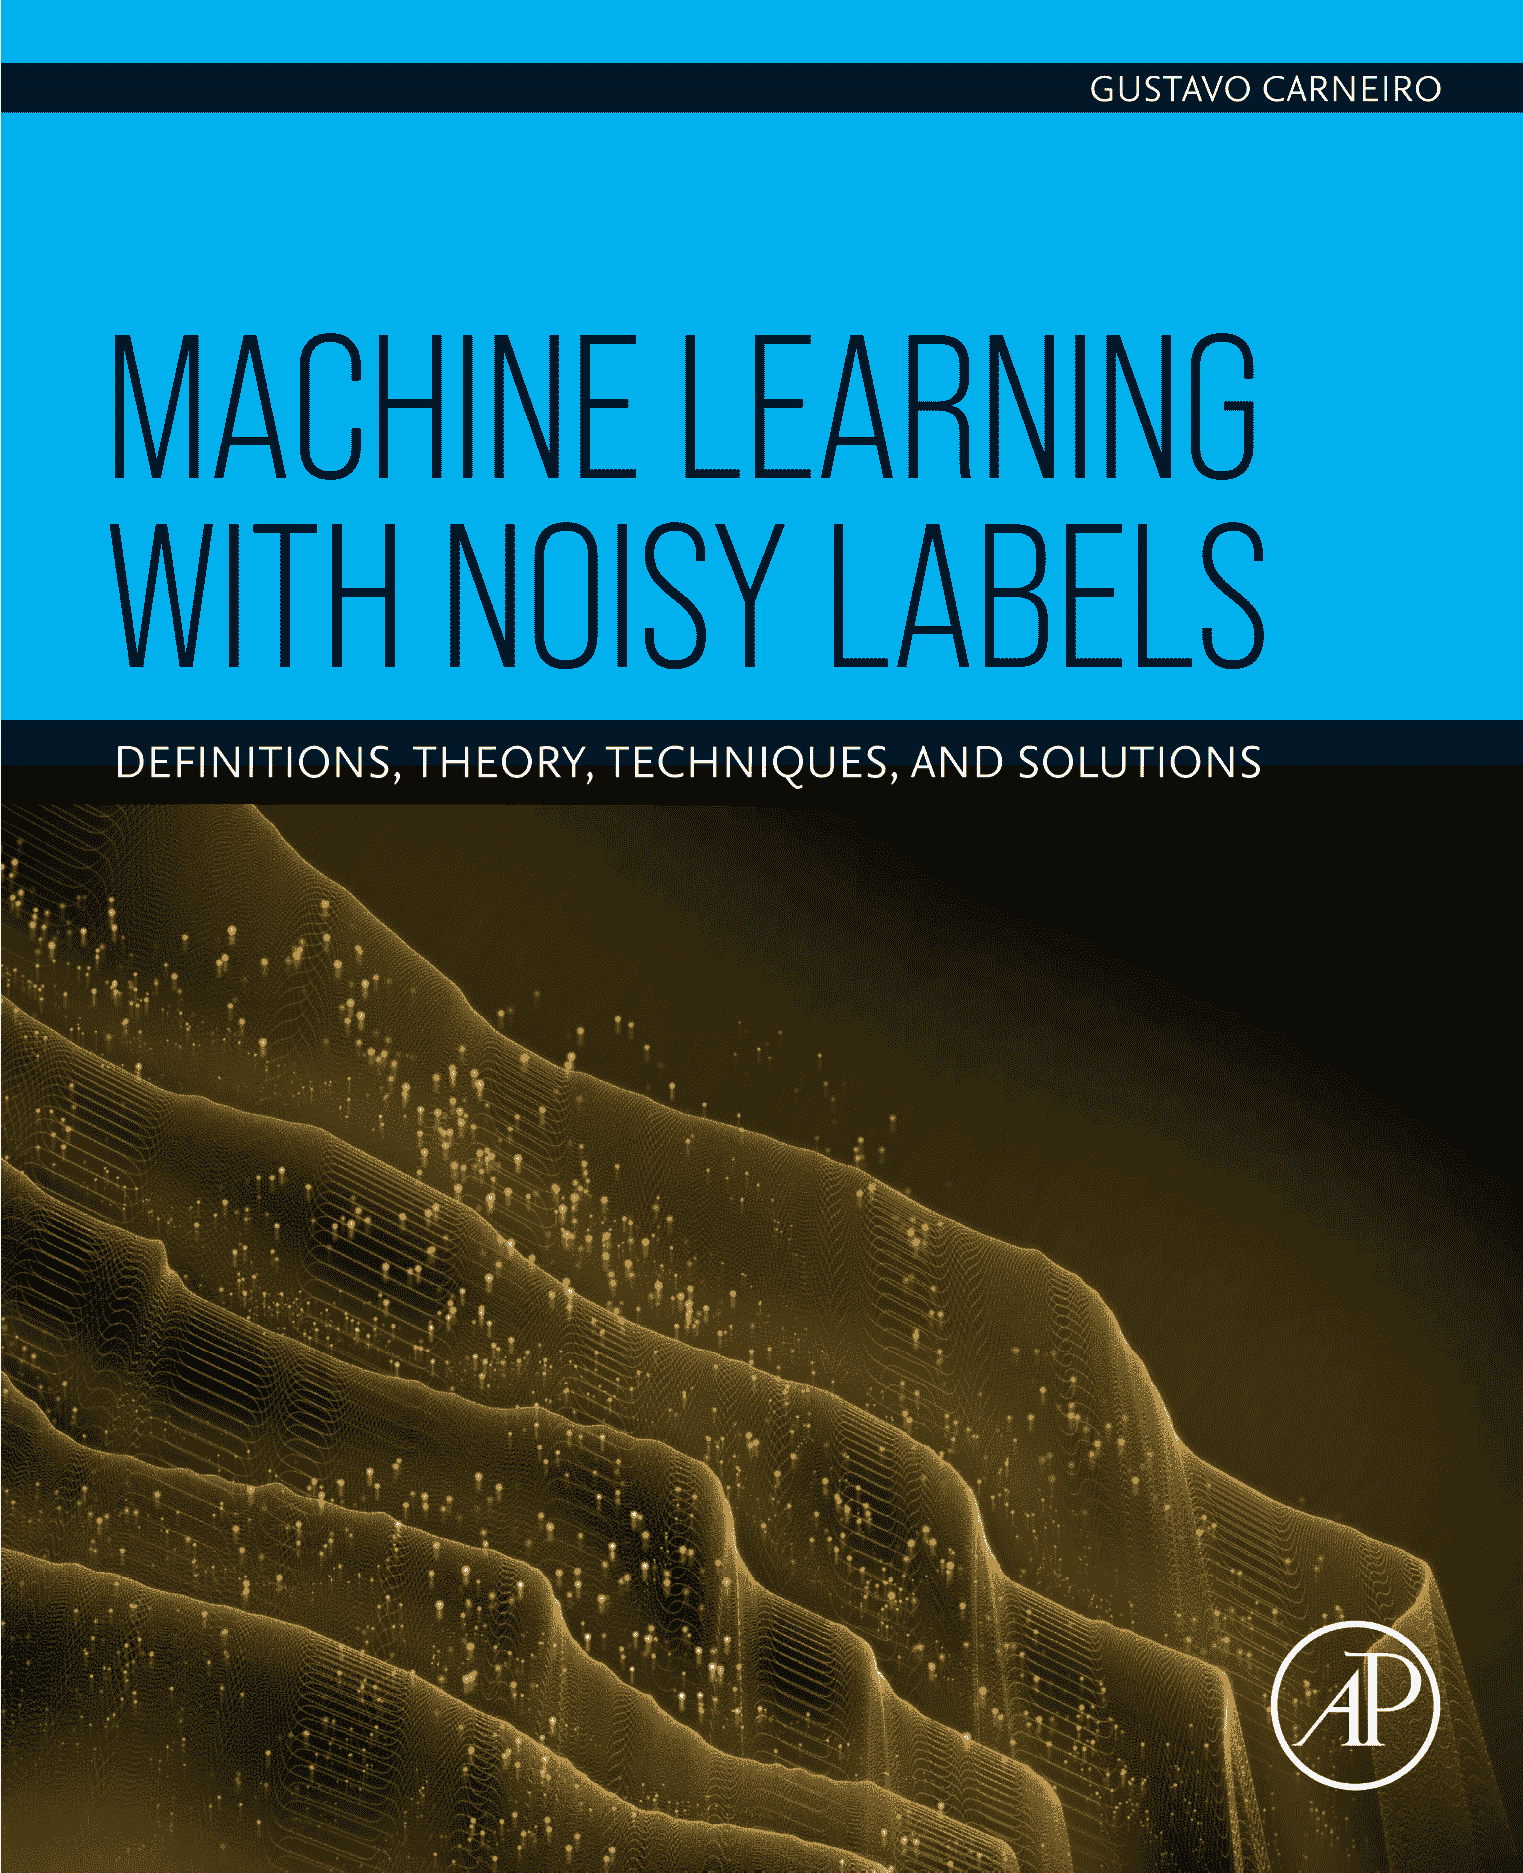 GUSTAVO CARNEIRO
MACHINE LEARNING
WITH NOISY LABELS
DEFINITIONS, THEORY, TECHNIQUES, AND SOLUTIONS
AP